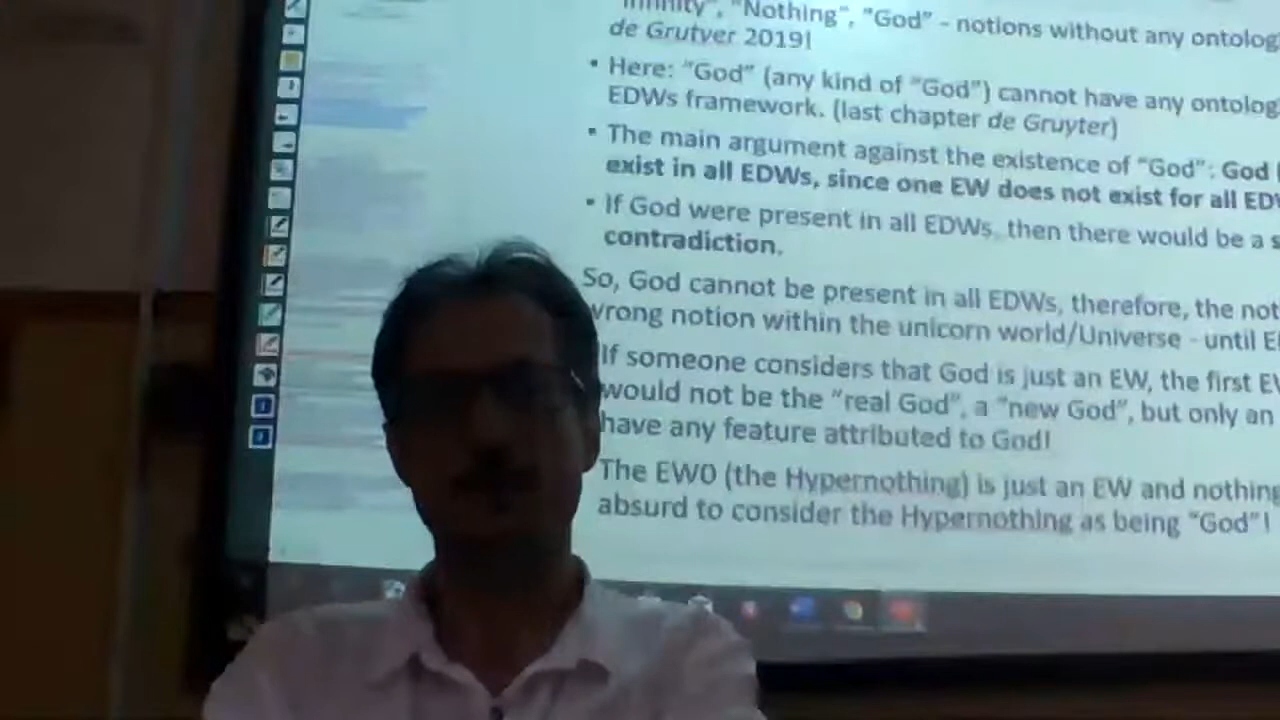 Infinity", "Nothing", "God" - notions without any ontolog
de Grutyer 2019!
▪ Here: "God" (any kind of "God") cannot have any ontolog
EDWs framework. (last chapter de Gruyter)
▪ The main argument against the existence of "God": God
exist in all EDWs, since one EW does not exist for all EDW
▪ If God were present in all EDWs, then there would be a s
contradiction.
So, God cannot be present in all EDWs, therefore, the not
wrong notion within the unicorn world/Universe - until E
If someone considers that God is just an EW, the first EW
would not be the "real God", a "new God", but only an
have any feature attributed to God!
The EW0 (the Hypernothing) is just an EW and nothing
absurd to consider the Hypernothing as being "God"!